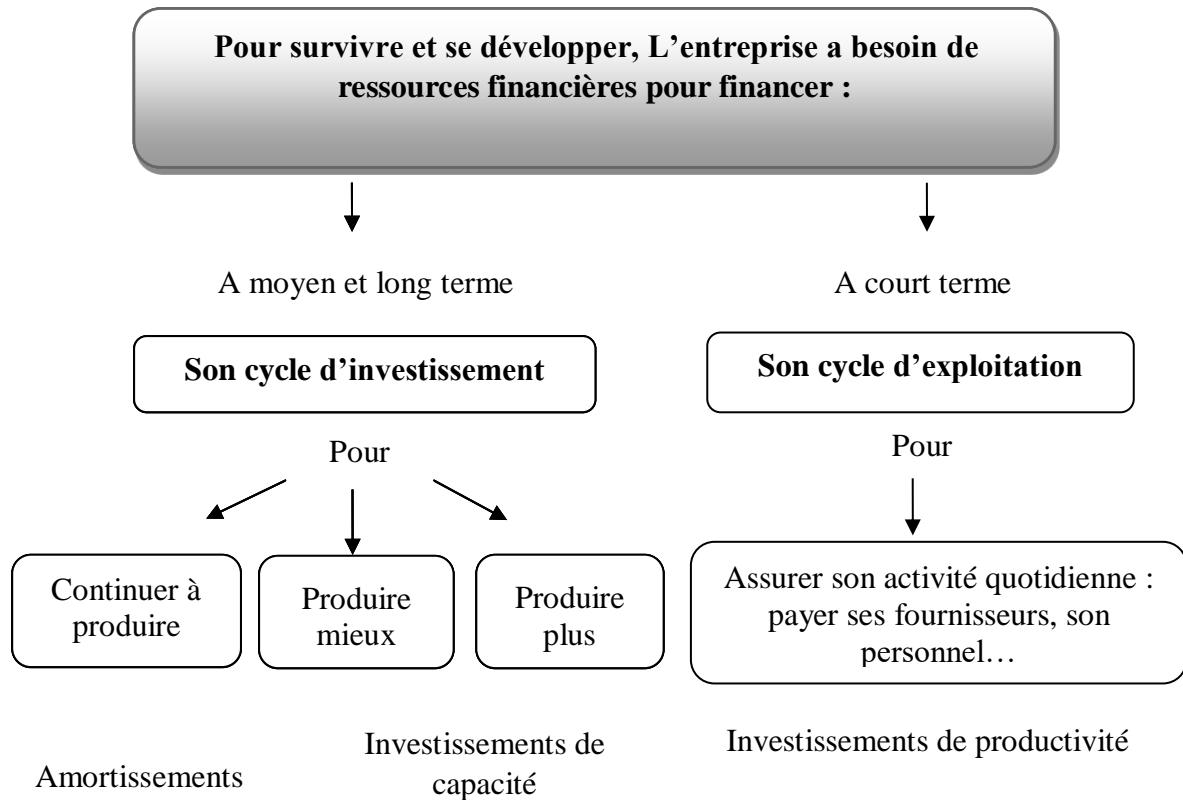 Pour survivre et se développer, L’entreprise a besoin de
ressources financières pour financer :
A moyen et long terme
A court terme
Son cycle d’investissement
Son cycle d’exploitation
Pour
Pour
Continuer à
produire
Produire
mieux
Produire
plus
Assurer son activité quotidienne :
payer ses fournisseurs, son
personnel…
Amortissements
Investissements de
capacité
Investissements de productivité